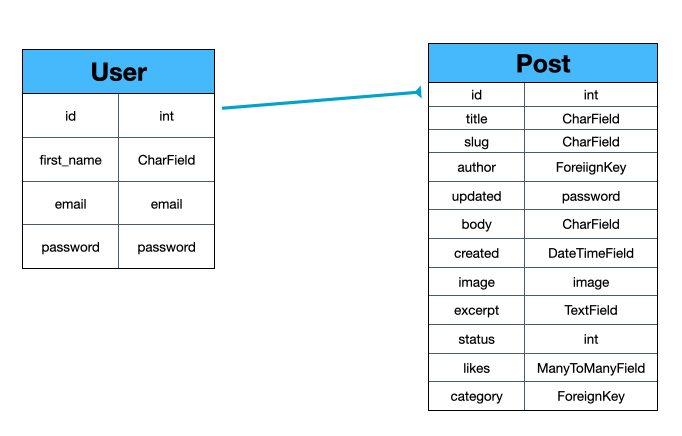 User
id int
first_name CharField
email email
password password
Post
id int
title CharField
slug CharField
author ForeiignKey
updated password
body CharField
created DateTimeField
image image
excerpt TextField
status int
likes ManyToManyField
category ForeignKey